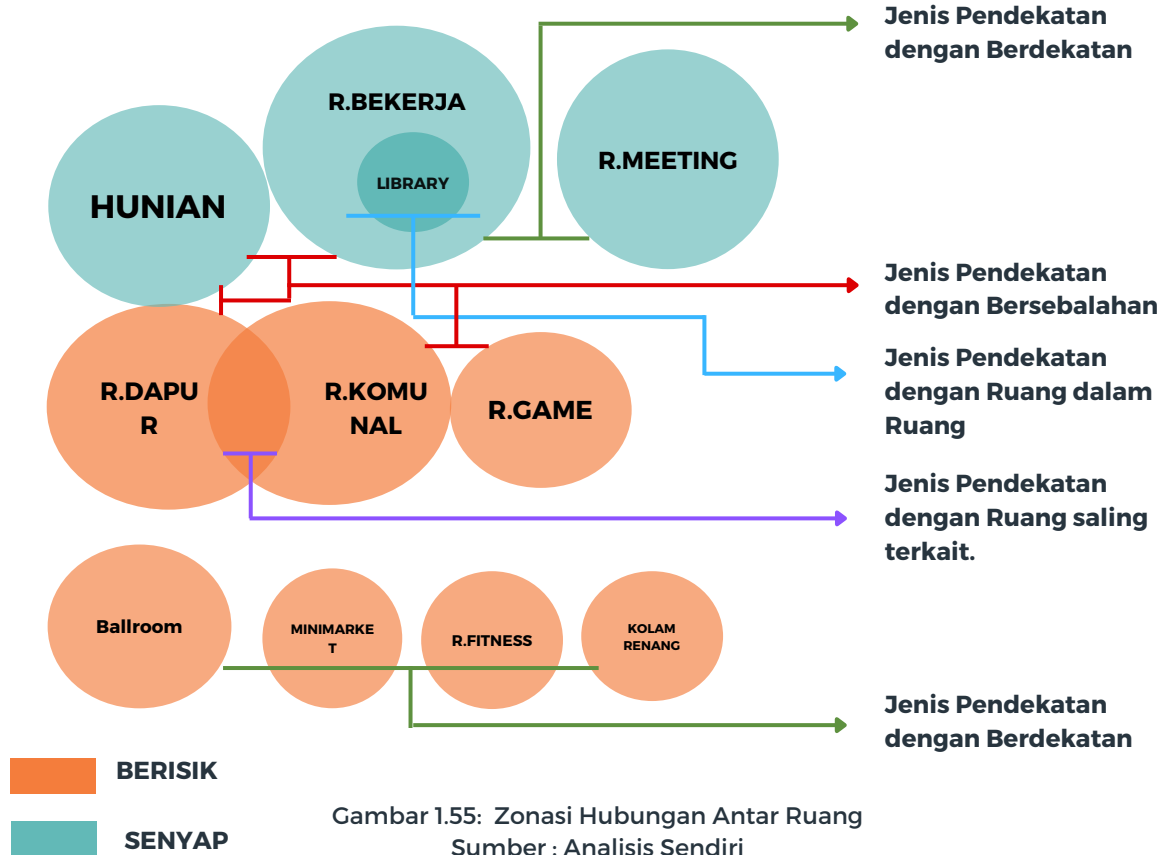 Jenis Pendekatan
dengan Berdekatan
R.BEKERJA
R.MEETING
LIBRARY
HUNIAN
Jenis Pendekatan
dengan Bersebalahan
Jenis Pendekatan
dengan Ruang dalam
Ruang
R.DAPU
R
R.KOMU
NAL
R.GAME
Jenis Pendekatan
dengan Ruang saling
terkait.
Ballroom
MINIMARKE
T
R.FITNESS
KOLAM
RENANG
Jenis Pendekatan
dengan Berdekatan
BERISIK
SENYAP
Gambar 1.55: Zonasi Hubungan Antar Ruang
Sumber : Analisis Sendiri